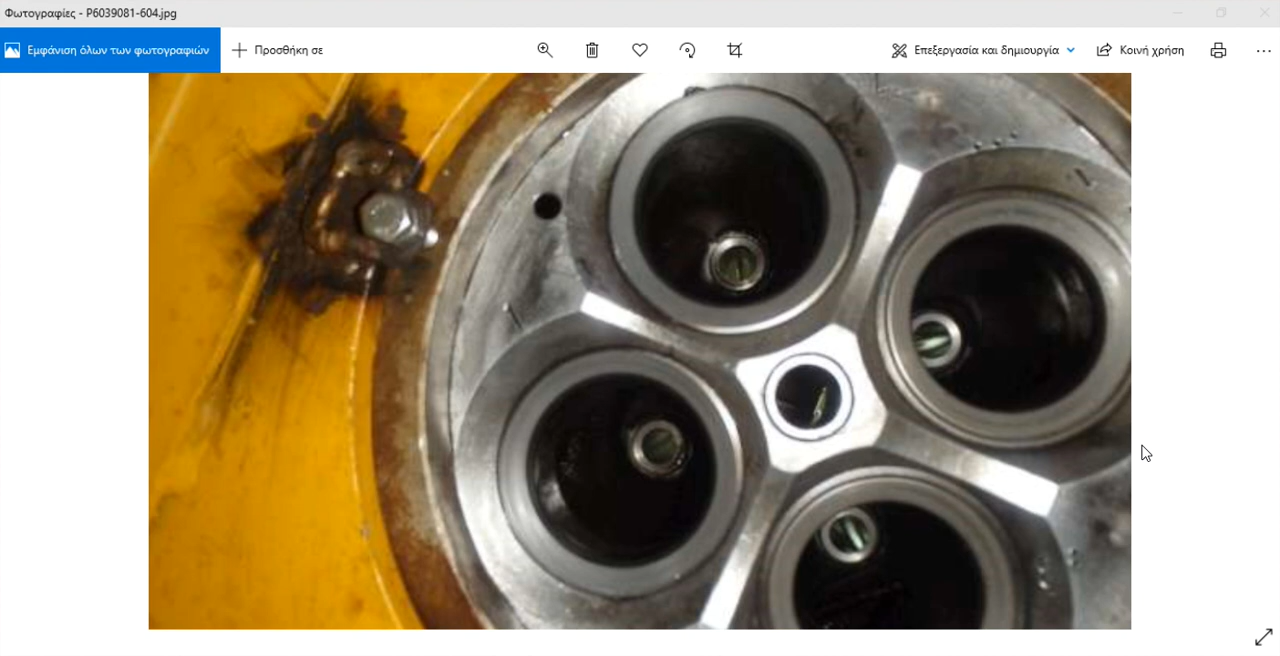 Φωτογραφίες - P6039081-604.jpg
Εμφάνιση όλων των φωτογραφιών
Προσθήκη σε
Επεξεργασία και δημιουργία
Κοινή χρήση